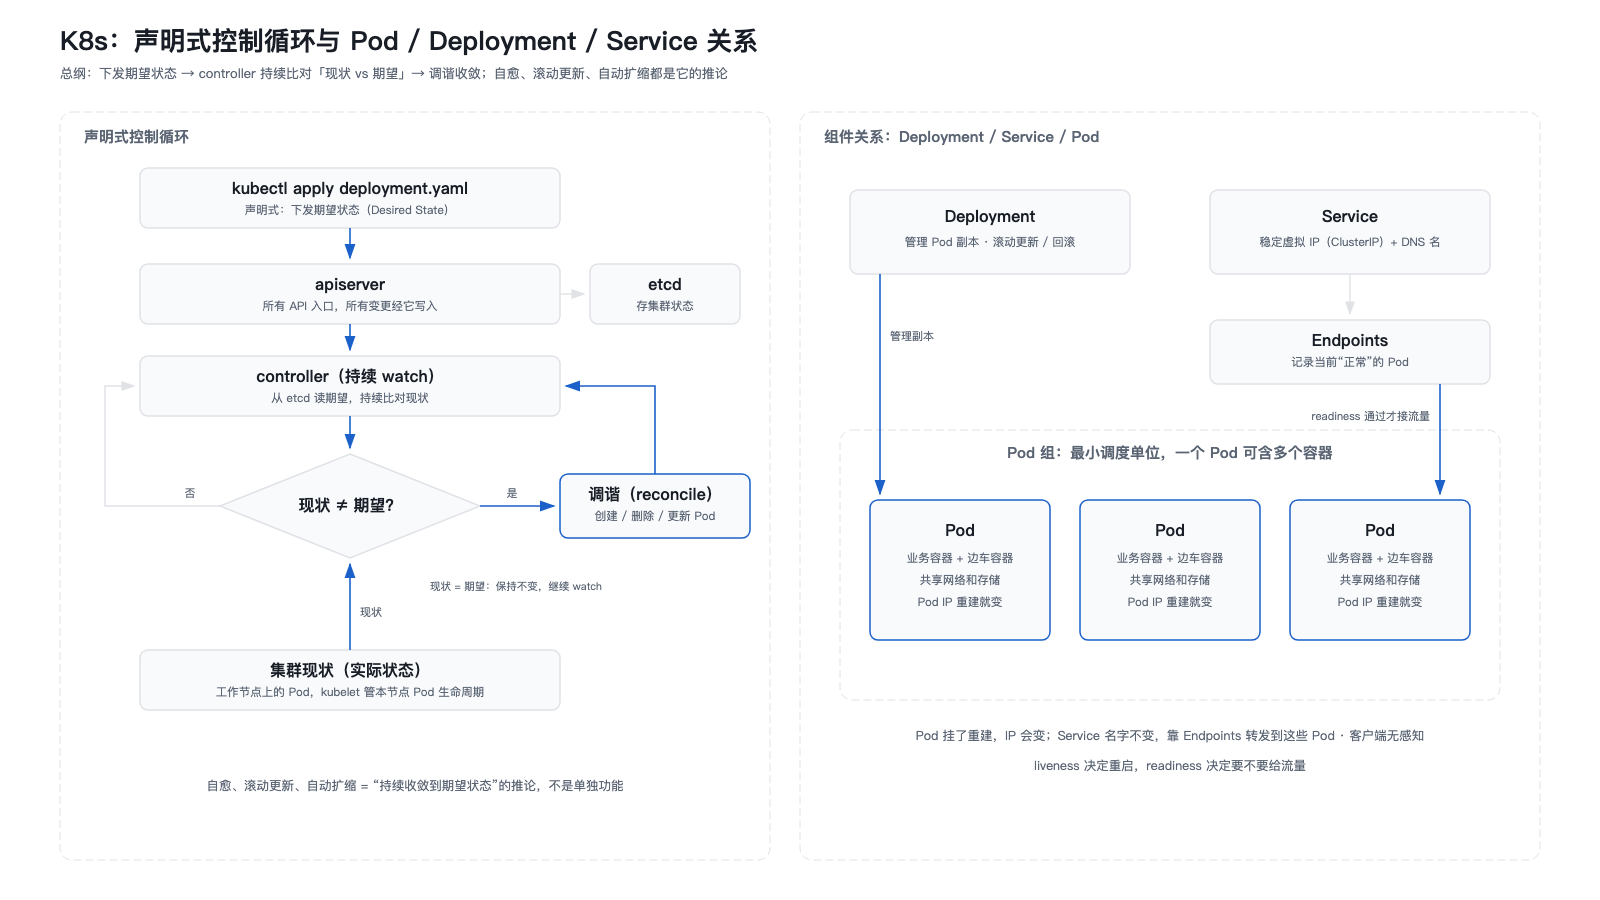 K8s：声明式控制循环与 Pod / Deployment / Service 关系
总纲：下发期望状态 → controller 持续比对「现状 vs 期望」→ 调谐收敛；自愈、滚动更新、自动扩缩都是它的推论
声明式控制循环
kubectl apply deployment.yaml
声明式：下发期望状态（Desired State）
apiserver
所有 API 入口，所有变更经它写入
etcd
存集群状态
controller（持续 watch）
从 etcd 读期望，持续比对现状
否
现状 ≠ 期望?
是
调谐（reconcile）
创建 / 删除 / 更新 Pod
现状 = 期望：保持不变，继续 watch
现状
集群现状（实际状态）
工作节点上的 Pod，kubelet 管本节点 Pod 生命周期
自愈、滚动更新、自动扩缩 = “持续收敛到期望状态”的推论，不是单独功能
组件关系：Deployment / Service / Pod
Deployment
管理 Pod 副本 · 滚动更新 / 回滚
Service
稳定虚拟 IP（ClusterIP）+ DNS 名
管理副本
Endpoints
记录当前“正常”的 Pod
readiness 通过才接流量
Pod 组：最小调度单位，一个 Pod 可含多个容器
Pod
业务容器 + 边车容器
共享网络和存储
Pod IP 重建就变
Pod
业务容器 + 边车容器
共享网络和存储
Pod IP 重建就变
Pod
业务容器 + 边车容器
共享网络和存储
Pod IP 重建就变
Pod 挂了重建，IP 会变；Service 名字不变，靠 Endpoints 转发到这些 Pod · 客户端无感知
liveness 决定重启，readiness 决定要不要给流量